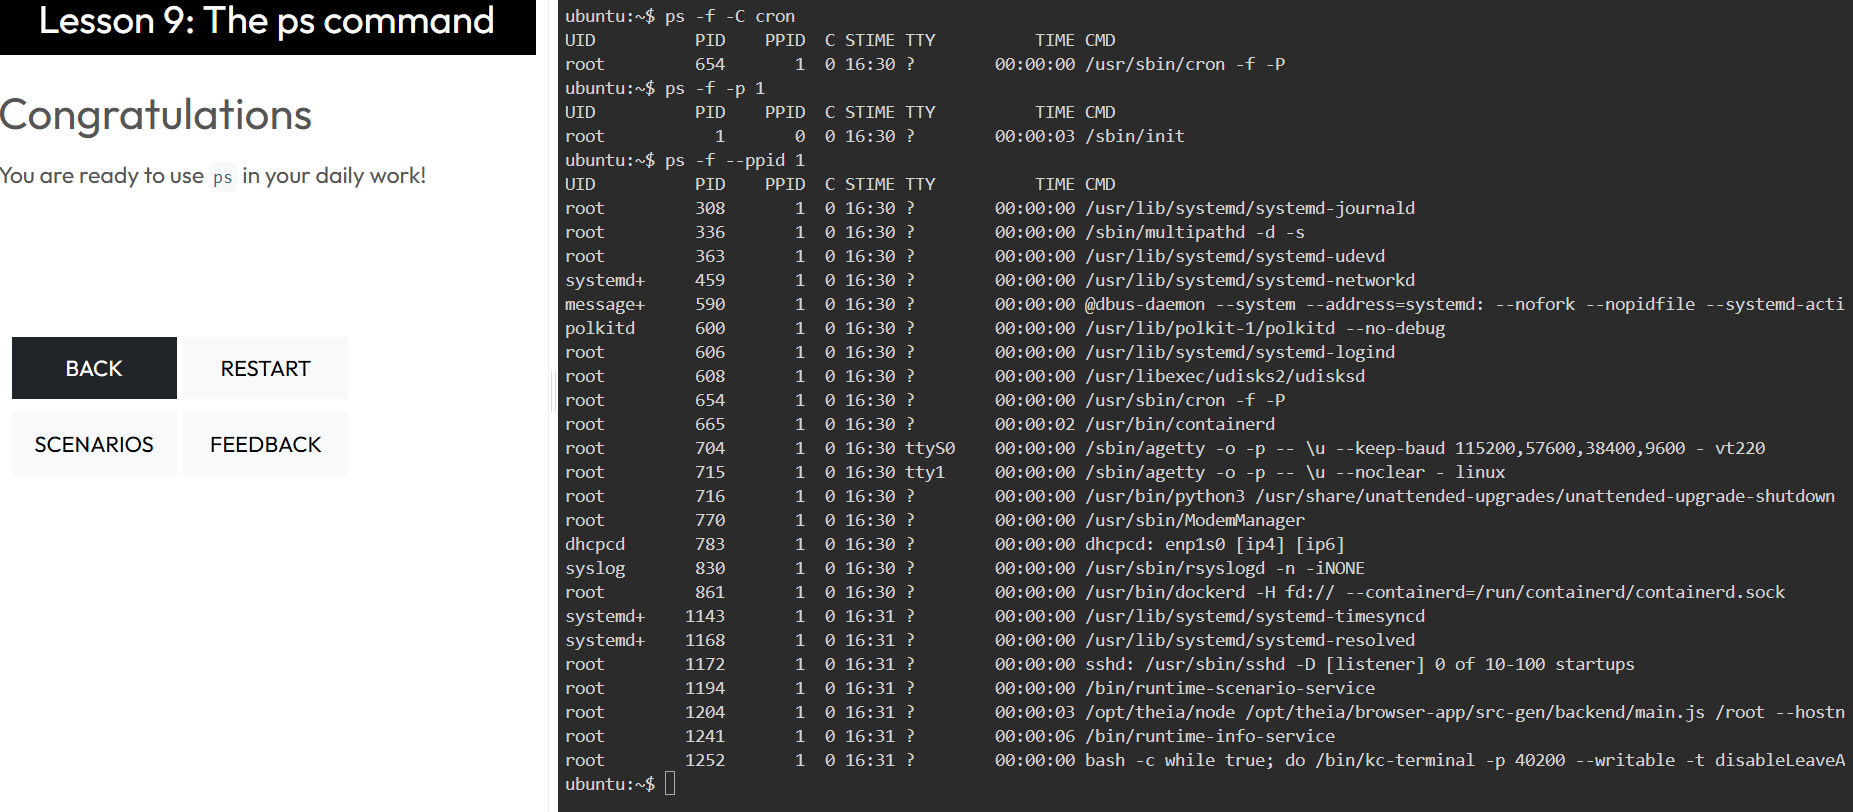 Lesson 9: The ps command
Congratulations
You are ready to use ps in your daily work!
BACK
RESTART
SCENARIOS
FEEDBACK
ubuntu:~$ ps -f -C cron
UID          PID    PPID  C STIME TTY          TIME CMD
root         654       1  0 16:30 ?        00:00:00 /usr/sbin/cron -f -P
ubuntu:~$ ps -f -p 1
UID          PID    PPID  C STIME TTY          TIME CMD
root           1       0  0 16:30 ?        00:00:03 /sbin/init
ubuntu:~$ ps -f --ppid 1
UID          PID    PPID  C STIME TTY          TIME CMD
root         308       1  0 16:30 ?        00:00:00 /usr/lib/systemd/systemd-journald
root         336       1  0 16:30 ?        00:00:00 /sbin/multipathd -d -s
root         363       1  0 16:30 ?        00:00:00 /usr/lib/systemd/systemd-udevd
systemd+     459       1  0 16:30 ?        00:00:00 /usr/lib/systemd/systemd-networkd
message+     590       1  0 16:30 ?        00:00:00 @dbus-daemon --system --address=systemd: --nofork --nopidfile --systemd-acti
polkitd      600       1  0 16:30 ?        00:00:00 /usr/lib/polkit-1/polkitd --no-debug
root         606       1  0 16:30 ?        00:00:00 /usr/lib/systemd/systemd-logind
root         608       1  0 16:30 ?        00:00:00 /usr/libexec/udisks2/udisksd
root         654       1  0 16:30 ?        00:00:00 /usr/sbin/cron -f -P
root         665       1  0 16:30 ?        00:00:02 /usr/bin/containerd
root         704       1  0 16:30 ttyS0    00:00:00 /sbin/agetty -o -p -- \u --keep-baud 115200,57600,38400,9600 - vt220
root         715       1  0 16:30 tty1     00:00:00 /sbin/agetty -o -p -- \u --noclear - linux
root         716       1  0 16:30 ?        00:00:00 /usr/bin/python3 /usr/share/unattended-upgrades/unattended-upgrade-shutdown
root         770       1  0 16:30 ?        00:00:00 /usr/sbin/ModemManager
dhcpcd       783       1  0 16:30 ?        00:00:00 dhcpcd: enp1s0 [ip4] [ip6]
syslog       830       1  0 16:30 ?        00:00:00 /usr/sbin/rsyslogd -n -iNONE
root         861       1  0 16:30 ?        00:00:00 /usr/bin/dockerd -H fd:// --containerd=/run/containerd/containerd.sock
systemd+    1143       1  0 16:31 ?        00:00:00 /usr/lib/systemd/systemd-timesyncd
systemd+    1168       1  0 16:31 ?        00:00:00 /usr/lib/systemd/systemd-resolved
root        1172       1  0 16:31 ?        00:00:00 sshd: /usr/sbin/sshd -D [listener] 0 of 10-100 startups
root        1194       1  0 16:31 ?        00:00:00 /bin/runtime-scenario-service
root        1204       1  0 16:31 ?        00:00:03 /opt/theia/node /opt/theia/browser-app/src-gen/backend/main.js /root --hostn
root        1241       1  0 16:31 ?        00:00:06 /bin/runtime-info-service
root        1252       1  0 16:31 ?        00:00:00 bash -c while true; do /bin/kc-terminal -p 40200 --writable -t disableLeaveA
ubuntu:~$